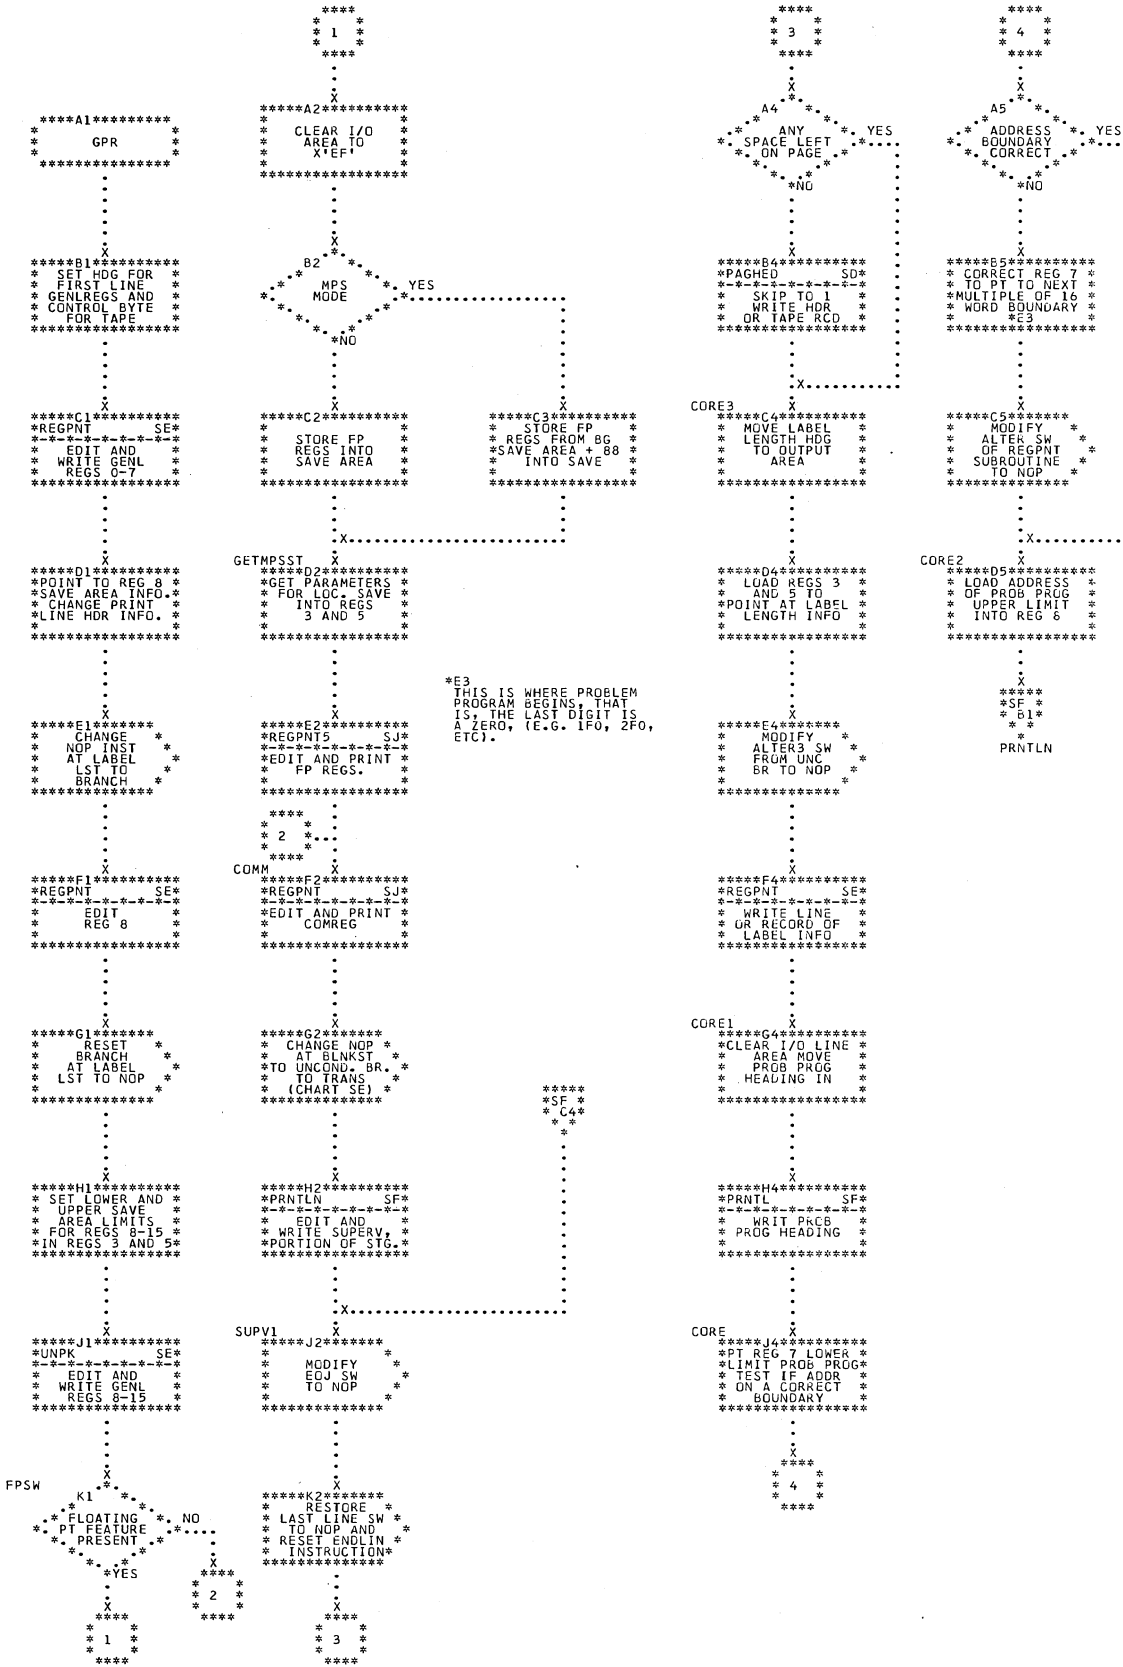 1
A2
CLEAR I/O
AREA TO
X'EF'
B2
MPS
MODE
YES
NO
C2
STORE FP
REGS INTO
SAVE AREA
C3
STORE FP
REGS FROM BG
SAVE AREA + 88
INTO SAVE
GETMPSST
D2
GET PARAMETERS
FOR LOC. SAVE
INTO REGS
3 AND 5
E2
REGPNT5 SJ
EDIT AND PRINT
FP REGS.
2
COMM
F2
REGPNT SJ
EDIT AND PRINT
COMREG
G2
CHANGE NOP
AT BLNKST
TO UNCOND. BR.
TO TRANS
(CHART SE)
H2
PRNTLN SF
EDIT AND
WRITE SUPERV,
PORTION OF STG.
SF
C4
SUPV1
J2
MODIFY
EOJ SW
TO NOP
K2
RESTORE
LAST LINE SW
TO NOP AND
RESET ENDLIN
INSTRUCTION
3
A1
GPR
B1
SET HDG FOR
FIRST LINE
GENLREGS AND
CONTROL BYTE
FOR TAPE
C1
REGPNT SE
EDIT AND
WRITE GENL
REGS 0-7
D1
POINT TO REG 8
SAVE AREA INFO.
CHANGE PRINT
LINE HDR INFO.
E1
CHANGE
NOP INST
AT LABEL
LST TO
BRANCH
F1
REGPNT SE
EDIT
REG 8
G1
RESET
BRANCH
AT LABEL
LST TO NOP
H1
SET LOWER AND
UPPER SAVE
AREA LIMITS
FOR REGS 8-15
IN REGS 3 AND 5
J1
UNPK SE
EDIT AND
WRITE GENL
REGS 8-15
FPSW
K1
FLOATING
PT FEATURE
PRESENT
NO
2
YES
1
*E3
THIS IS WHERE PROBLEM
PROGRAM BEGINS, THAT
IS, THE LAST DIGIT IS
A ZERO, (E.G. 1F0, 2F0,
ETC).
3
A4
ANY
SPACE LEFT
ON PAGE
YES
NO
B4
PAGHED SD
SKIP TO 1
WRITE HDR
OR TAPE RCD
CORE3
C4
MOVE LABEL
LENGTH HDG
TO OUTPUT
AREA
D4
LOAD REGS 3
AND 5 TO
POINT AT LABEL
LENGTH INFO
E4
MODIFY
ALTER3 SW
FROM UNC
BR TO NOP
F4
REGPNT SE
WRITE LINE
OR RECORD OF
LABEL INFO
CORE1
G4
CLEAR I/O LINE
AREA MOVE
PROB PROG
HEADING IN
H4
PRNTL SF
WRIT PRCB
PROG HEADING
CORE
J4
PT REG 7 LOWER
LIMIT PROB PROG
TEST IF ADDR
ON A CORRECT
BOUNDARY
4
4
A5
ADDRESS
BOUNDARY
CORRECT
YES
NO
B5
CORRECT REG 7
TO PT TO NEXT
MULTIPLE OF 16
WORD BOUNDARY
*E3
C5
MODIFY
ALTER SW
OF REGPNT
SUBROUTINE
TO NOP
CORE2
D5
LOAD ADDRESS
OF PROB PROG
UPPER LIMIT
INTO REG 8
SF
B1
PRNTLN